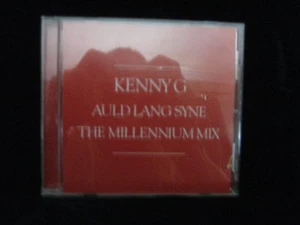 KENNY G
AULD LANG SYNE
THE MILLENNIUM MIX